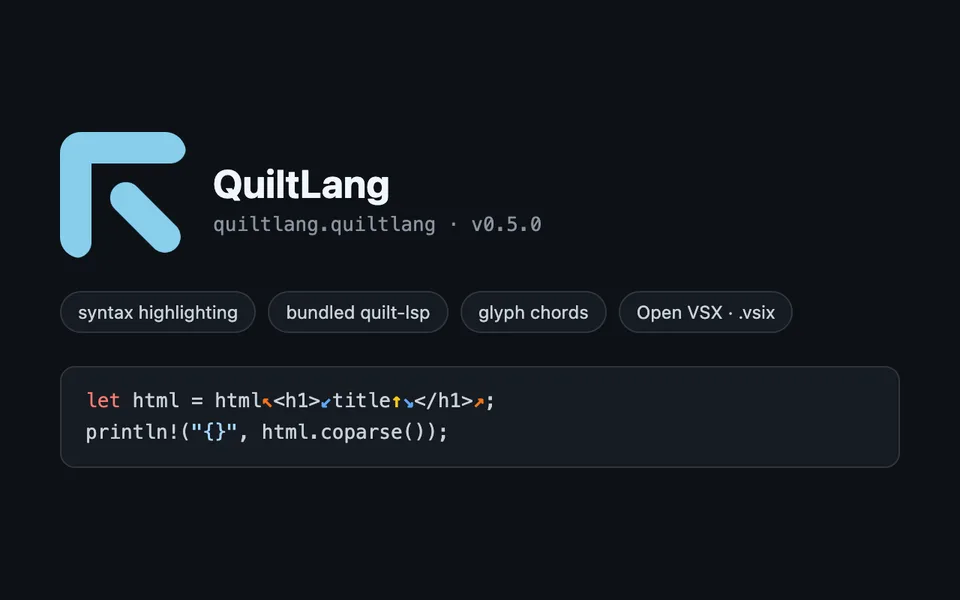 QuiltLang
quiltlang.quiltlang · v0.5.0
syntax highlighting
bundled quilt-lsp
glyph chords
Open VSX · .vsix
let html = html↖<h1>↙title↑↘</h1>↗;
println!("{}", html.coparse());